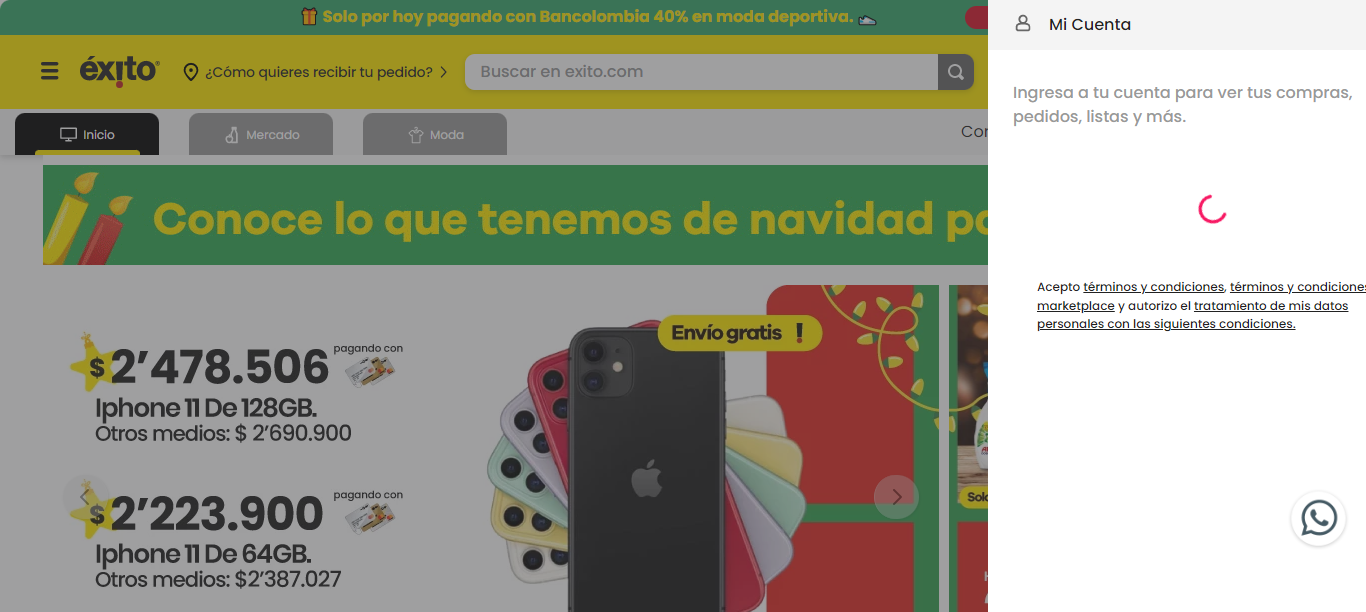 Solo por hoy pagando con Bancolombia 40% en moda deportiva.
éxito
¿Cómo quieres recibir tu pedido?
Buscar en exito.com
Inicio
Mercado
Moda
Conoce lo que tenemos de navidad
Envío gratis !
$ 2’478.506
pagando con
Iphone 11 De 128GB.
Otros medios: $ 2’690.900
$ 2’223.900
pagando con
Iphone 11 De 64GB.
Otros medios: $2’387.027
Mi Cuenta
Ingresa a tu cuenta para ver tus compras,
pedidos, listas y más.
Acepto términos y condiciones, términos y condiciones
marketplace y autorizo el tratamiento de mis datos
personales con las siguientes condiciones.